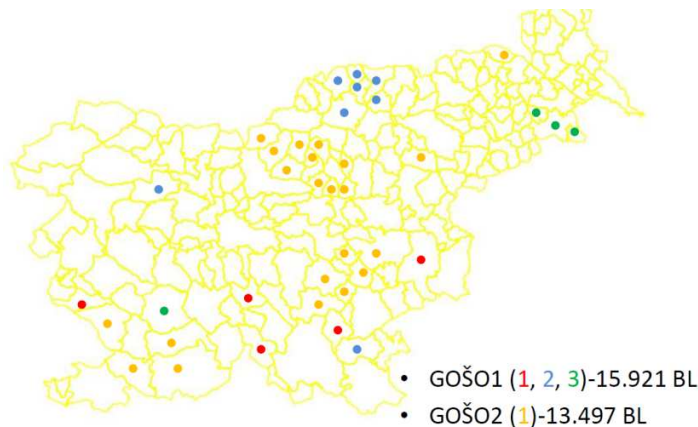 • GOŠO1 (1, 2, 3)-15.921 BL
• GOŠO2 (1)-13.497 BL